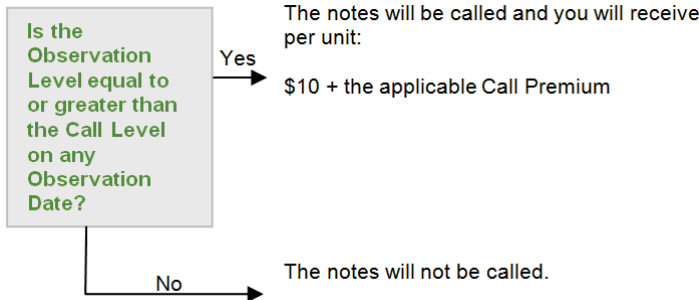 Is the
Observation
Level equal to
or greater than
the Call Level
on any
Observation
Date?
Yes
The notes will be called and you will receive
per unit:
$10 + the applicable Call Premium
No
The notes will not be called.